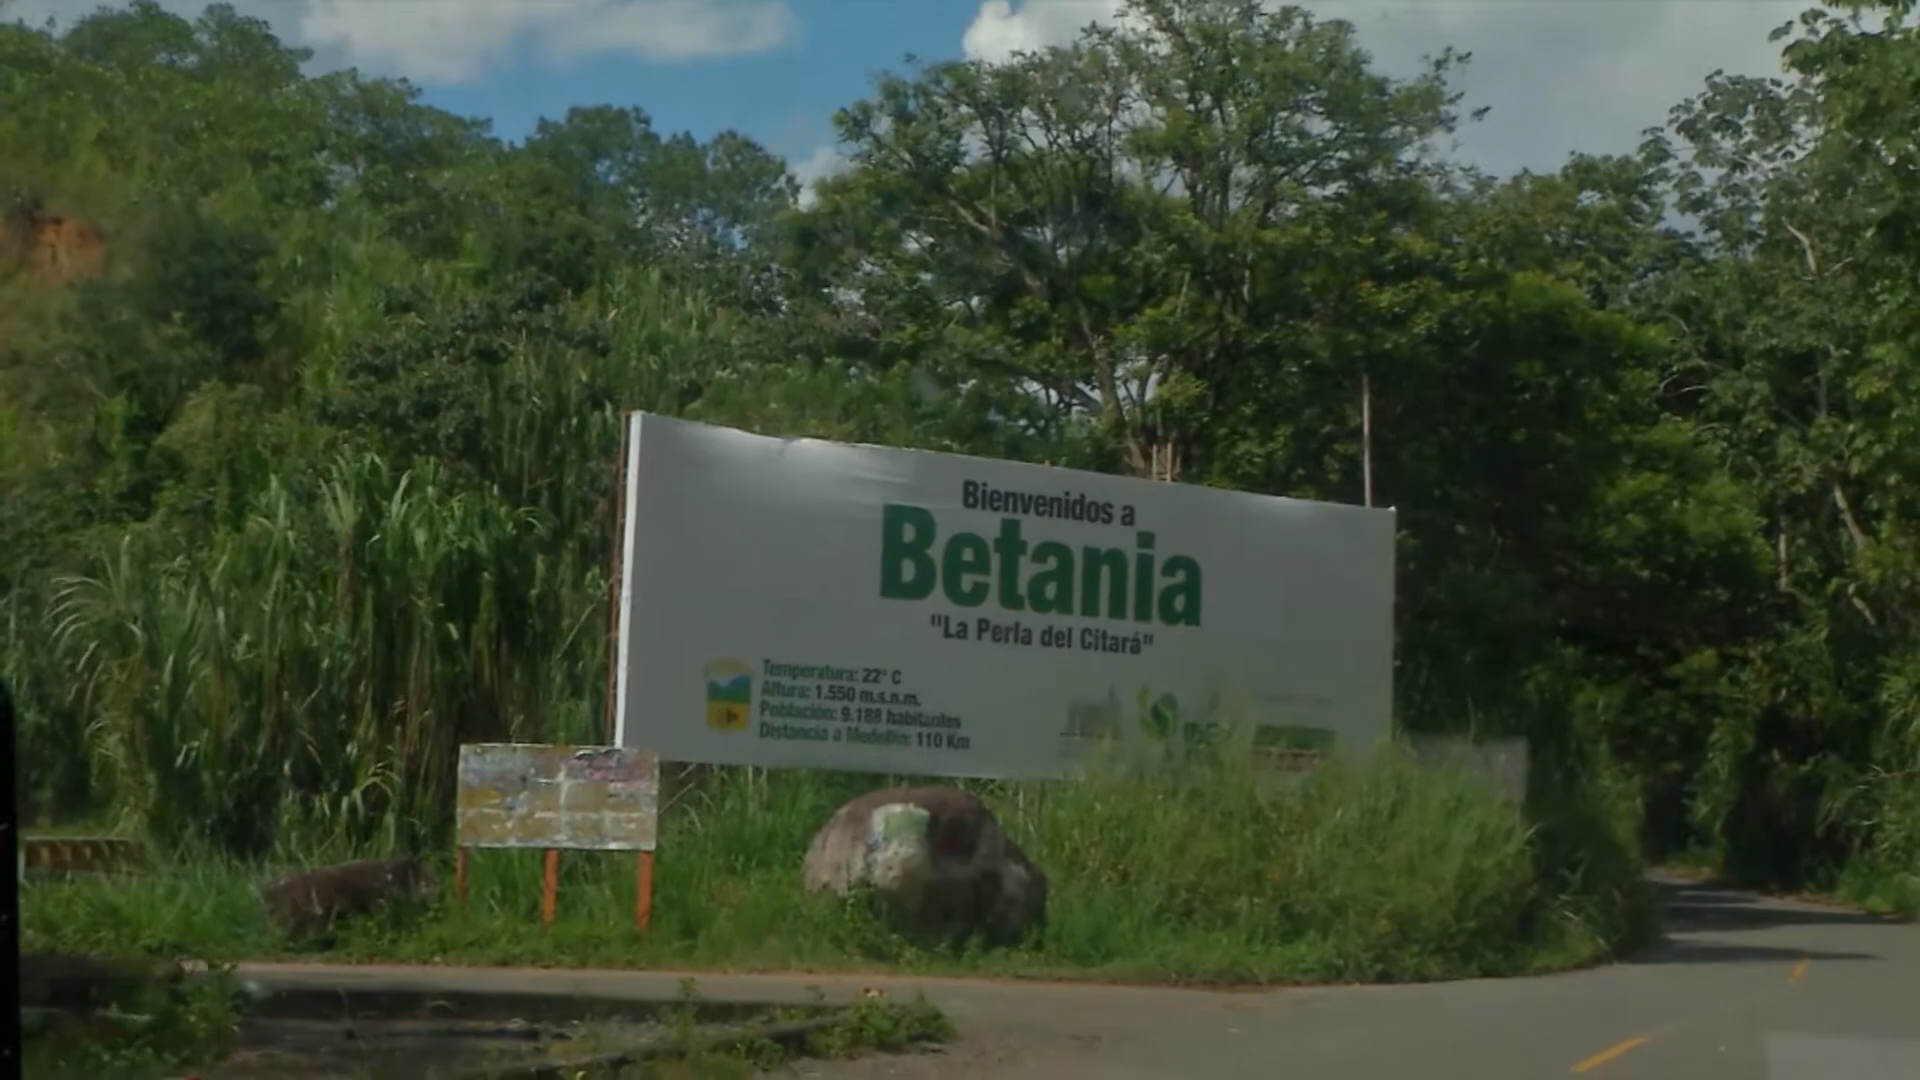 Bienvenidos a
Betania
"La Perla del Citará"
Temperatura: 22° C
Altura: 1.550 m.s.n.m.
Población: 9.188 habitantes
Distancia a Medellín: 110 Km